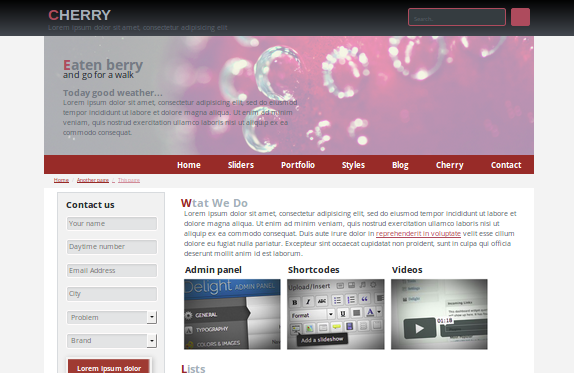 CHERRY
Lorem ipsum dolor sit amet, consectetur adipisicing elit
Search
Eaten berry
and go for a walk
Today good weather...
Lorem ipsum dolor sit amet, consectetur adipisicing elit, sed do eiusmod
tempor incididunt ut labore et dolore magna aliqua. Ut enim ad minim
veniam, quis nostrud exercitation ullamco laboris nisi ut aliquip ex ea
commodo consequat.
Home Sliders Portfolio Styles Blog Cherry Contact
Home / Another page / This page
Contact us
Your name
Daytime number
Email Address
City
Problem
Brand
Lorem ipsum dolor
Wtat We Do
Lorem ipsum dolor sit amet, consectetur adipisicing elit, sed do eiusmod tempor incididunt ut labore et
dolore magna aliqua. Ut enim ad minim veniam, quis nostrud exercitation ullamco laboris nisi ut
aliquip ex ea commodo consequat. Duis aute irure dolor in reprehenderit in voluptate velit esse cillum
dolore eu fugiat nulla pariatur. Excepteur sint occaecat cupidatat non proident, sunt in culpa qui officia
deserunt mollit anim id est laborum.
Admin panel Shortcodes Videos
Delight ADMIN PANEL
GENERAL
TYPOGRAPHY
COLORS & IMAGES
Upload/Insert
B I ABC
Format
Add a slideshow
01:18
Lists